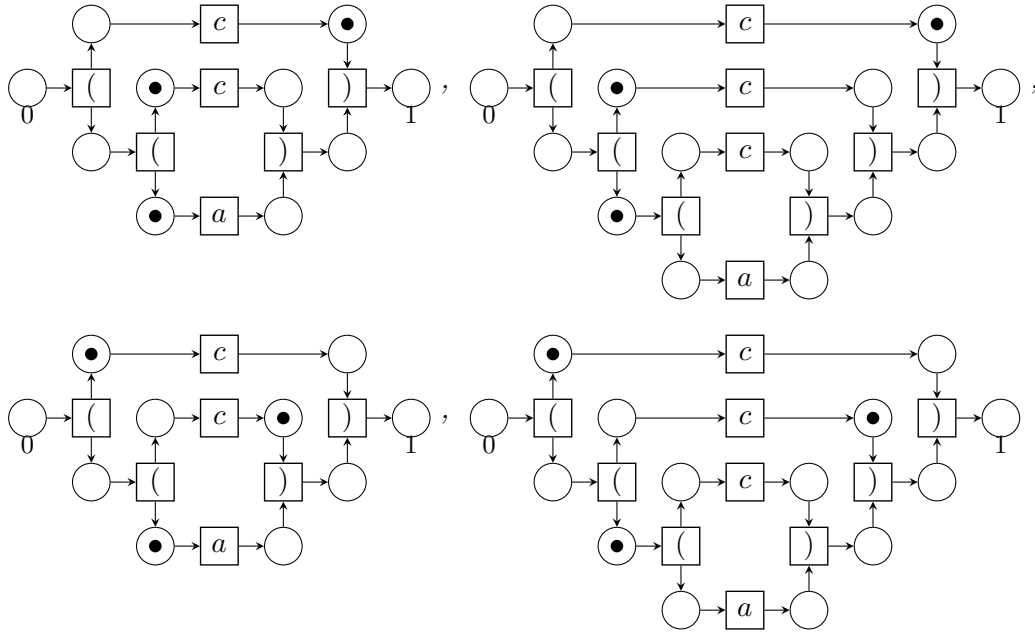 c c
0 ( c ) 1 , 0 ( c ) 1 ,
( ) ( c )
a ( )
a
c c
0 ( c ) 1 , 0 ( c ) 1
( ) ( c )
a ( )
a